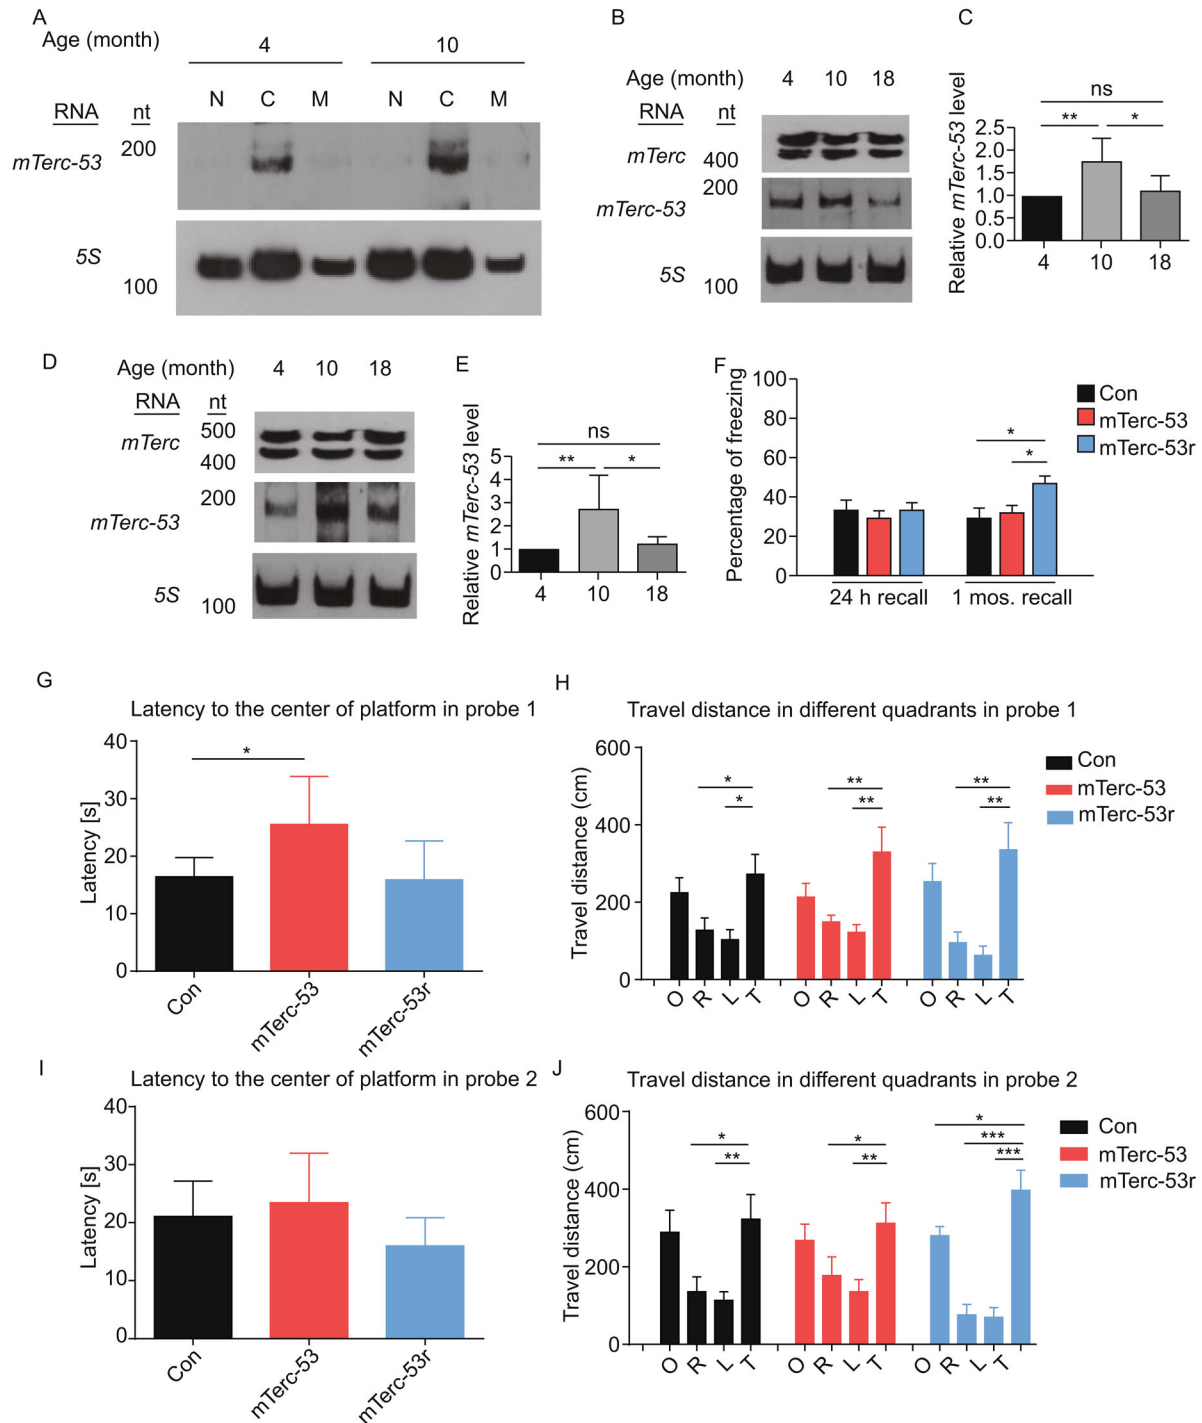 A
Age (month)
4
10
N C M N C M
RNA nt
mTerc-53 200
5S
100
B
Age (month) 4 10 18
mTerc
400
200
mTerc-53
5S
100
C
ns
** *
Relative mTerc-53 level
2.5
2.0
1.5
1.0
0.5
0.0
4 10 18
D
Age (month) 4 10 18
RNA nt
mTerc 500
400
200
mTerc-53
5S
100
E
ns
** *
Relative mTerc-53 level
5
4
3
2
1
0
4 10 18
F
Percentage of freezing
100
80
60
40
20
0
*
*
Con
mTerc-53
mTerc-53r
24 h recall 1 mos. recall
G
Latency to the center of platform in probe 1
Latency [s]
40
30
20
10
0
*
Con mTerc-53 mTerc-53r
H
Travel distance in different quadrants in probe 1
Travel distance (cm)
600
400
200
0
* ** **
* ** **
Con
mTerc-53
mTerc-53r
O R L T O R L T O R L T
I
Latency to the center of platform in probe 2
Latency [s]
40
30
20
10
0
Con mTerc-53 mTerc-53r
J
Travel distance in different quadrants in probe 2
Travel distance (cm)
600
400
200
0
*
* * ***
** ** ***
Con
mTerc-53
mTerc-53r
O R L T O R L T O R L T